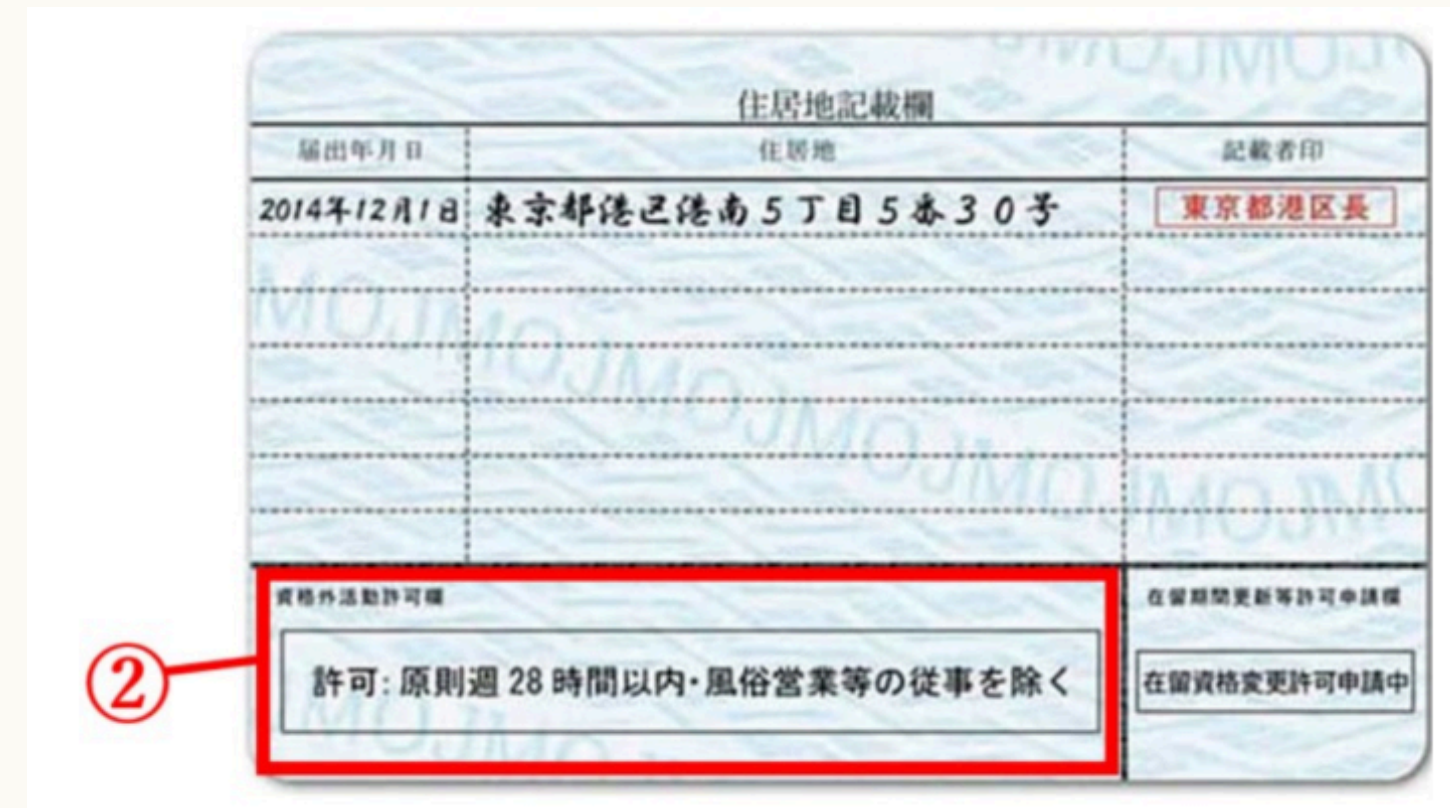 住居地記載欄
届出年月日 住居地 記載者印
2014年12月1日 東京都港区港南5丁目5番30号 東京都港区長
資格外活動許可欄 在留期間更新等許可申請欄
② 許可: 原則週28時間以内・風俗営業等の従事を除く 在留資格変更許可申請中
MOJMOJMOJMOJMOJMOJ